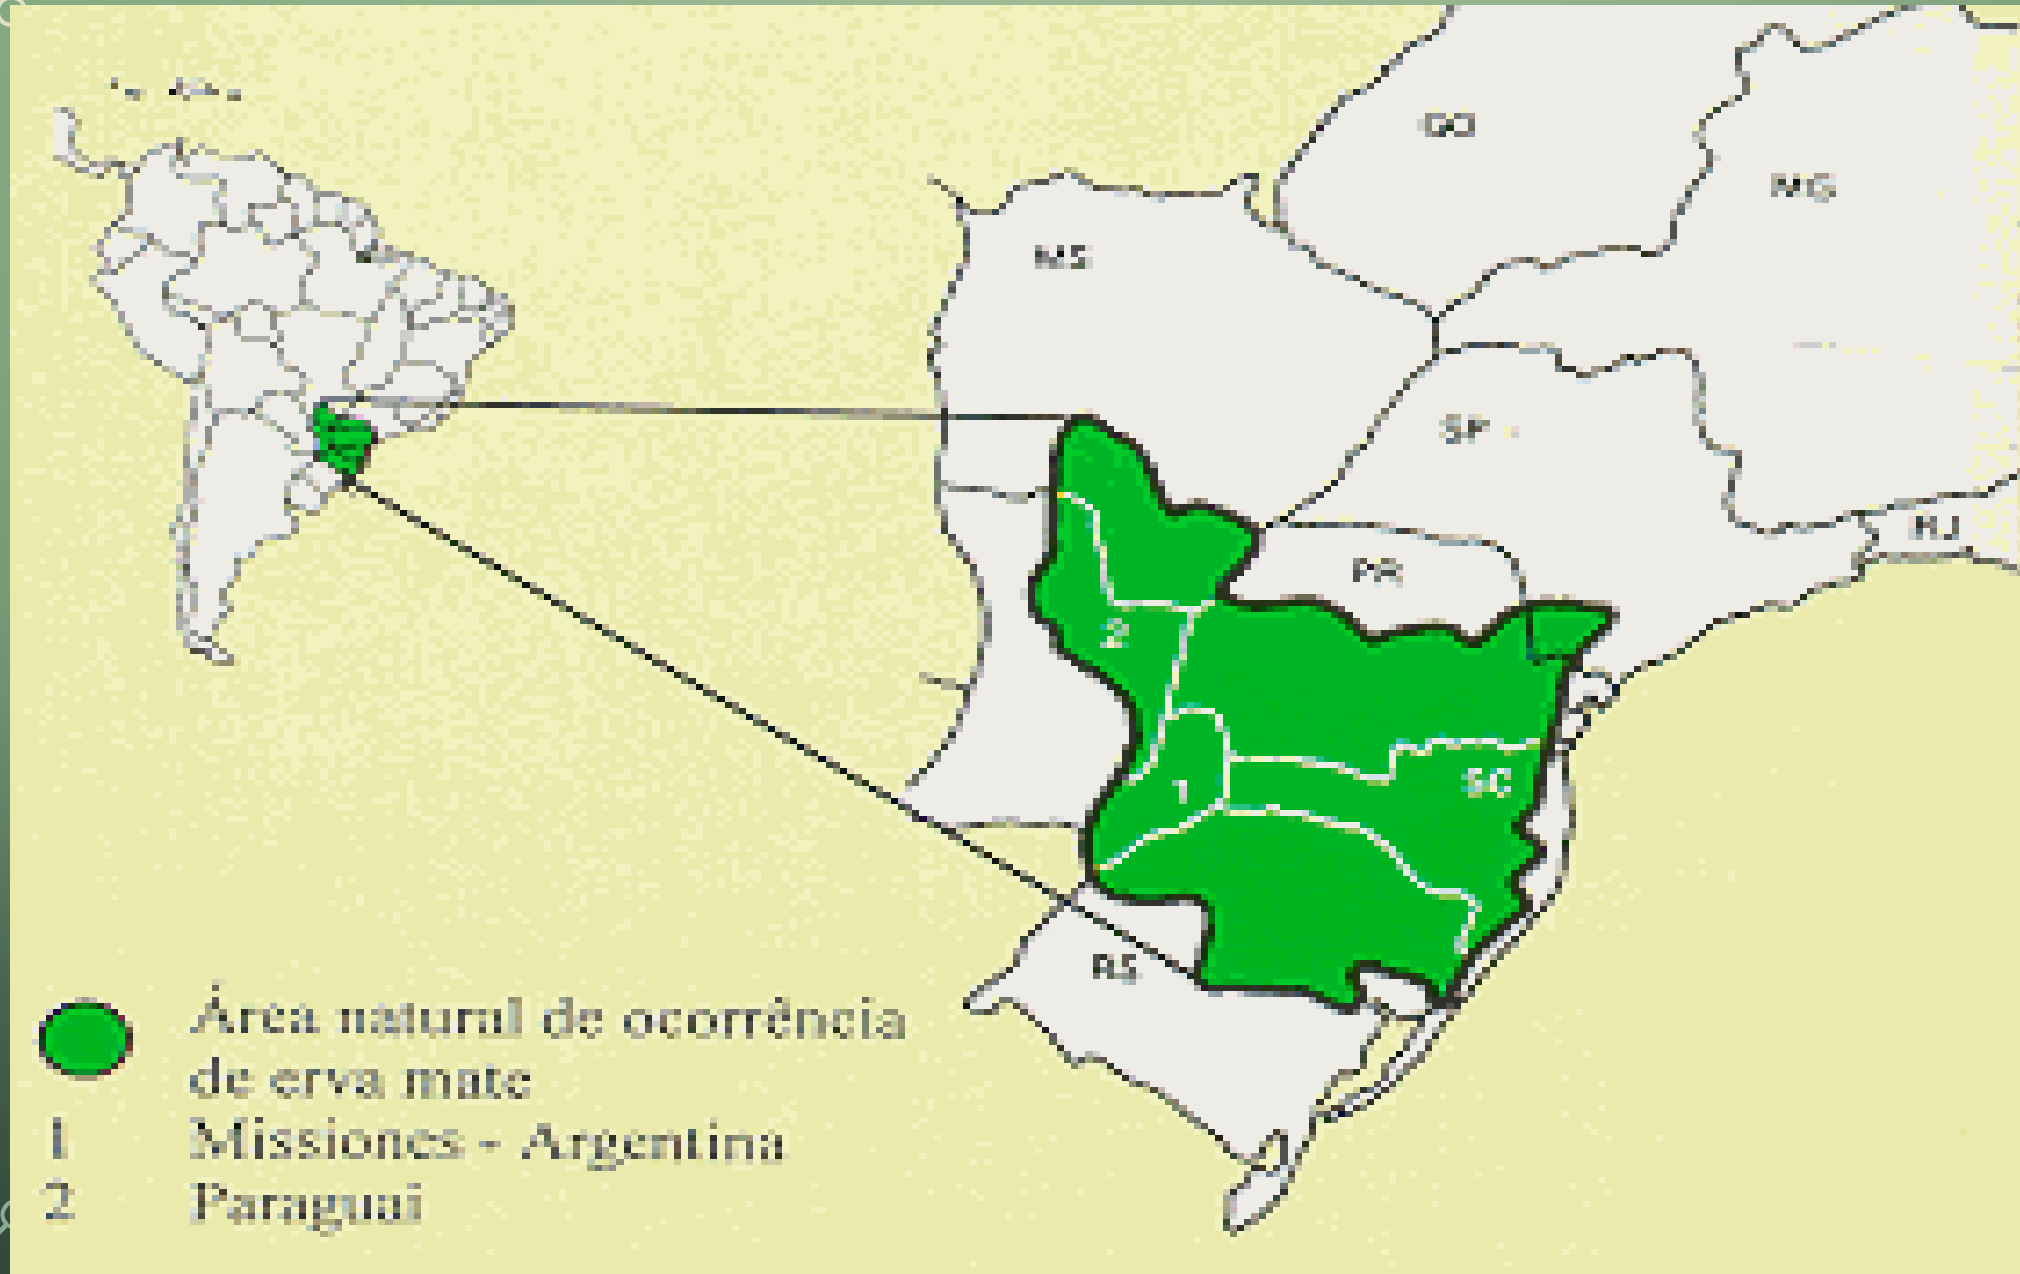 GO
MG
MS
SP
RJ
PR
2
1
SC
RS
Área natural de ocorrência
de erva mate
1 Missiones - Argentina
2 Paraguai